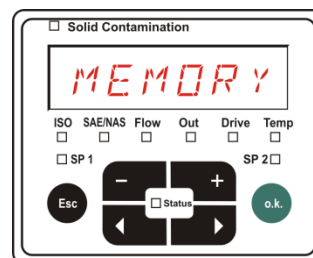 Solid Contamination
MEMORY
ISO SAE/NAS Flow Out Drive Temp
SP 1 SP 2
- +
Esc Status o.k.